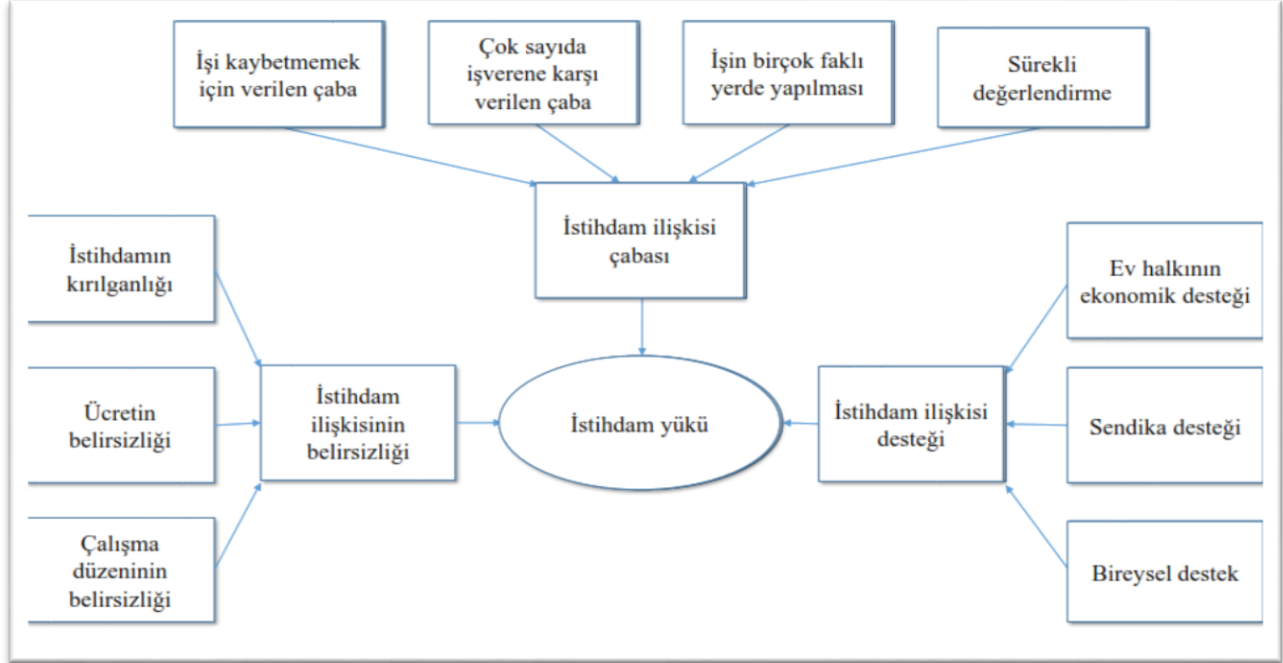 İşi kaybetmemek
için verilen çaba
Çok sayıda
işverene karşı
verilen çaba
İşin birçok faklı
yerde yapılması
Sürekli
değerlendirme
İstihdam ilişkisi
çabası
İstihdamın
kırılganlığı
Ücretin
belirsizliği
Çalışma
düzeninin
belirsizliği
İstihdam
ilişkisinin
belirsizliği
İstihdam yükü
İstihdam ilişkisi
desteği
Ev halkının
ekonomik desteği
Sendika desteği
Bireysel destek